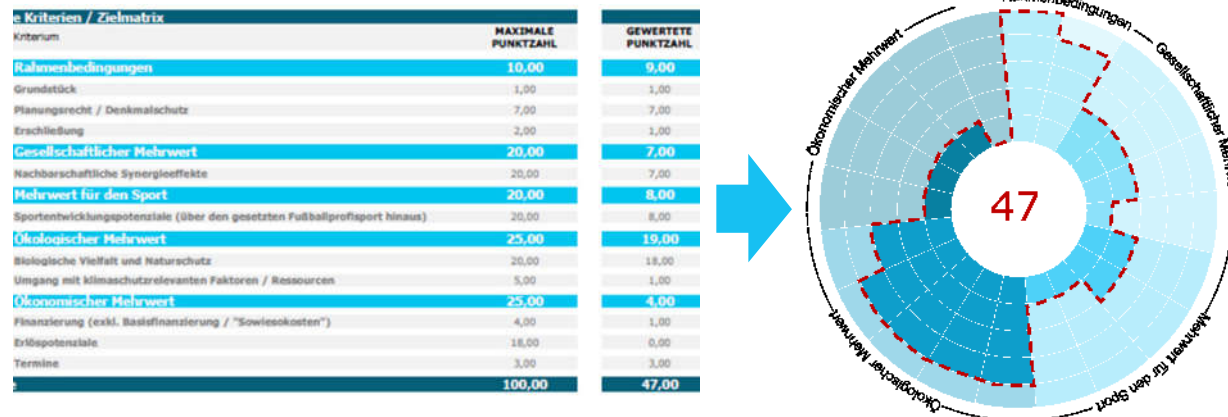 e Kriterien / Zielmatrix
Kriterium MAXIMALE PUNKTZAHL GEWERTETE PUNKTZAHL
Rahmenbedingungen 10,00 9,00
Grundstück 1,00 1,00
Planungsrecht / Denkmalschutz 7,00 7,00
Erschließung 2,00 1,00
Gesellschaftlicher Mehrwert 20,00 7,00
Nachbarschaftliche Synergieeffekte 20,00 7,00
Mehrwert für den Sport 20,00 8,00
Sportentwicklungspotenziale (über den gesetzten Fußballprofisport hinaus) 20,00 8,00
Ökologischer Mehrwert 25,00 19,00
Biologische Vielfalt und Naturschutz 20,00 18,00
Umgang mit klimaschutzrelevanten Faktoren / Ressourcen 5,00 1,00
Ökonomischer Mehrwert 25,00 4,00
Finanzierung (exkl. Basisfinanzierung / "Sowiesokosten") 4,00 1,00
Erlöspotenziale 18,00 0,00
Termine 3,00 3,00
e 100,00 47,00
Rahmenbedingungen
Gesellschaftlicher Mehrwert
Mehrwert für den Sport
Ökologischer Mehrwert
Ökonomischer Mehrwert
47